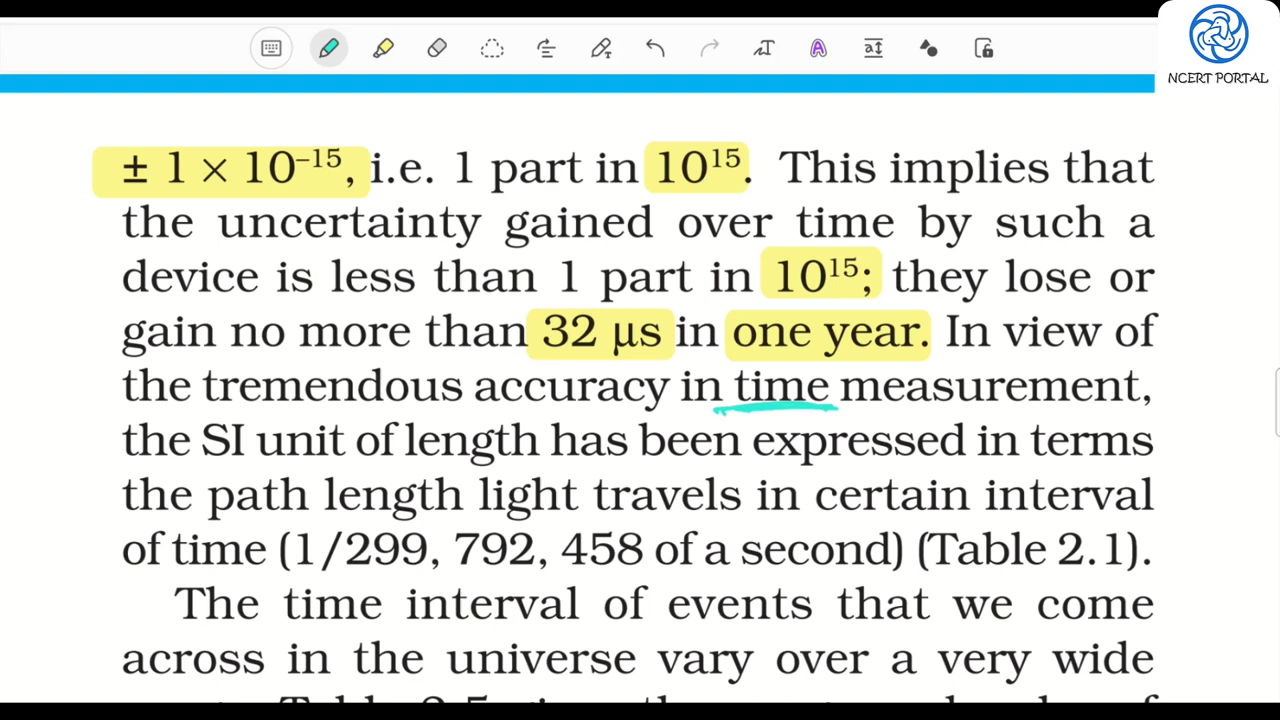 NCERT PORTAL
± 1 × 10⁻¹⁵, i.e. 1 part in 10¹⁵. This implies that
the uncertainty gained over time by such a
device is less than 1 part in 10¹⁵; they lose or
gain no more than 32 μs in one year. In view of
the tremendous accuracy in time measurement,
the SI unit of length has been expressed in terms
the path length light travels in certain interval
of time (1/299, 792, 458 of a second) (Table 2.1).
The time interval of events that we come
across in the universe vary over a very wide